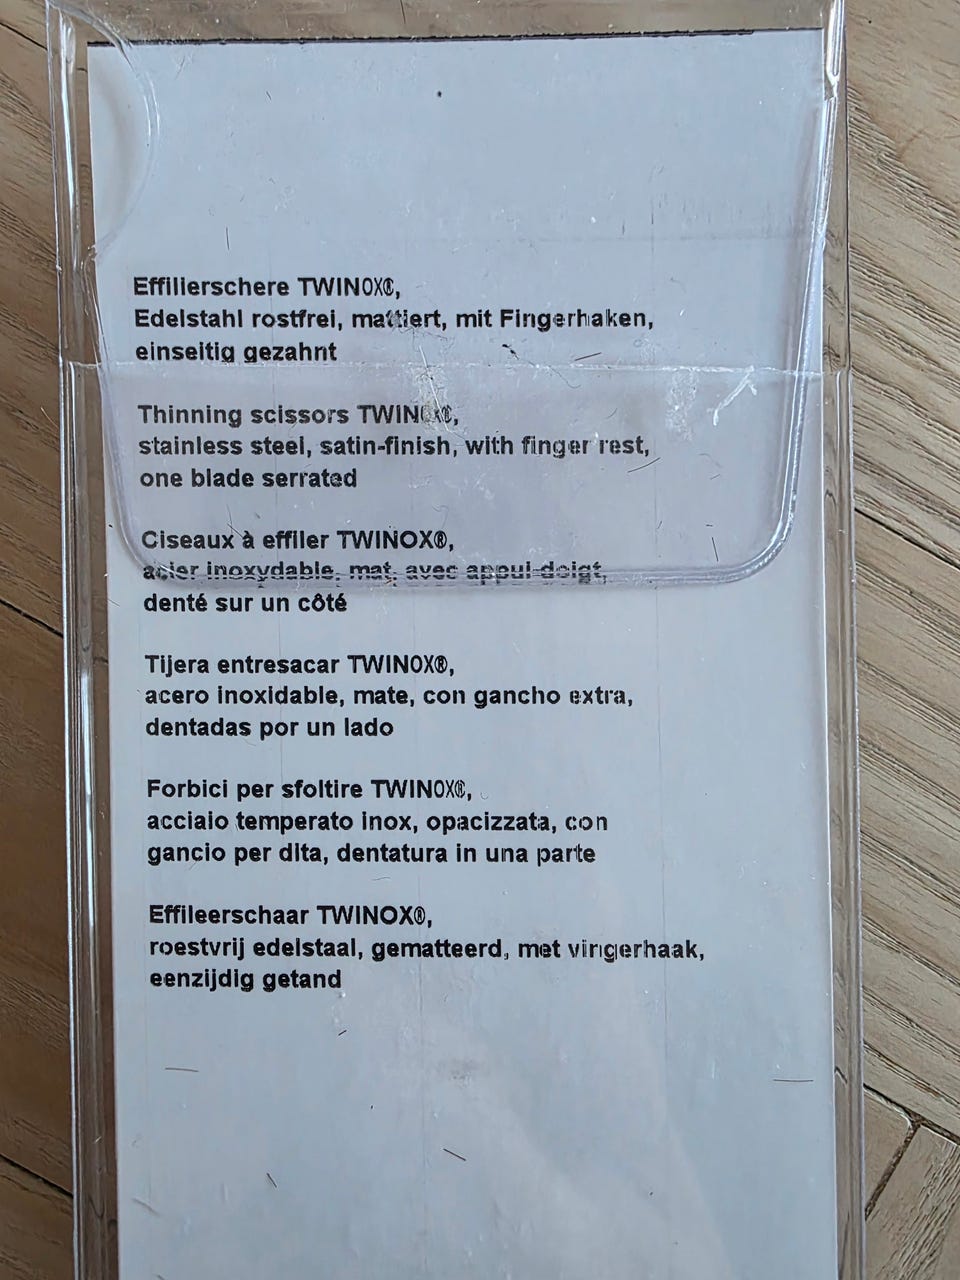 Effilierschere TWINOX®,
Edelstahl rostfrei, mattiert, mit Fingerhaken,
einseitig gezahnt
Thinning scissors TWINOX®,
stainless steel, satin-finish, with finger rest,
one blade serrated
Ciseaux à effiler TWINOX®,
acier inoxydable, mat, avec appui-doigt,
denté sur un côté
Tijera entresacar TWINOX®,
acero inoxidable, mate, con gancho extra,
dentadas por un lado
Forbici per sfoltire TWINOX®,
acciaio temperato inox, opacizzata, con
gancio per dita, dentatura in una parte
Effileerschaar TWINOX®,
roestvrij edelstaal, gematteerd, met vingerhaak,
eenzijdig getand